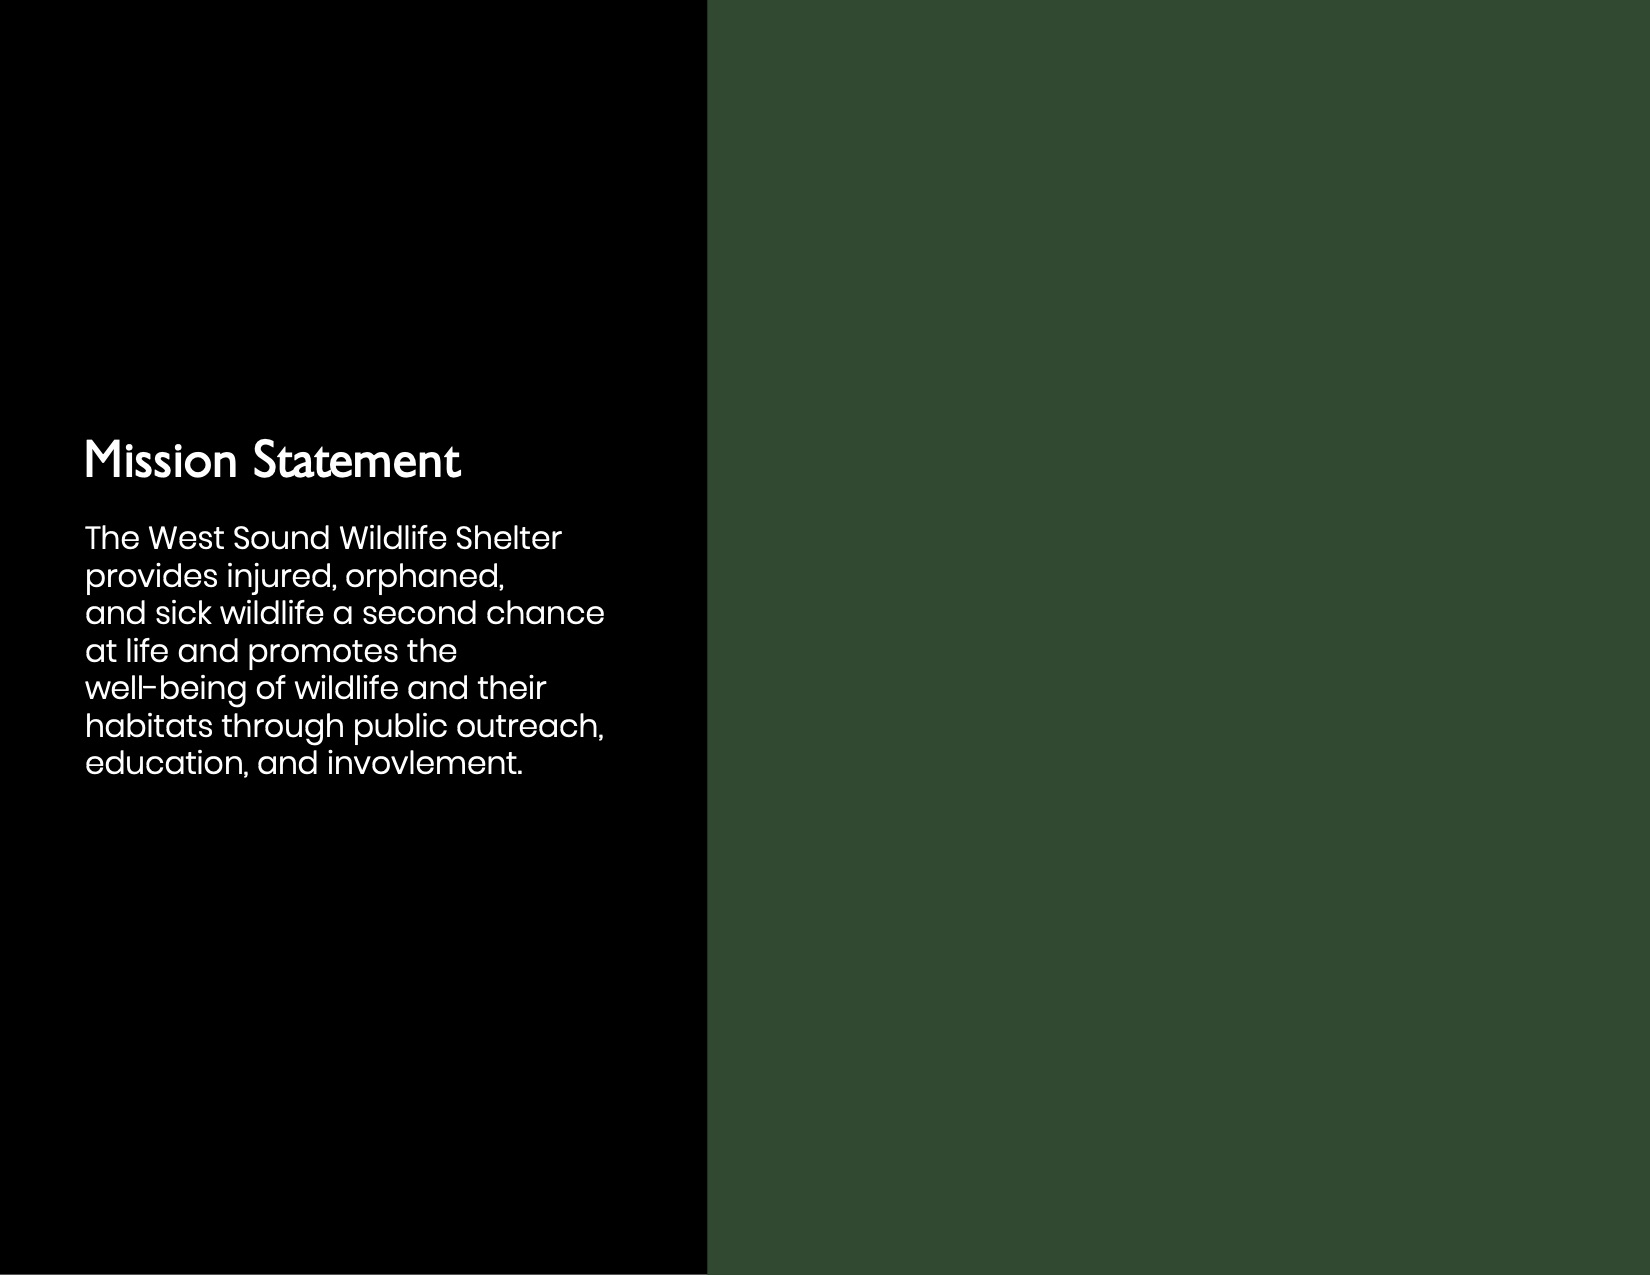 Mission Statement
The West Sound Wildlife Shelter
provides injured, orphaned,
and sick wildlife a second chance
at life and promotes the
well-being of wildlife and their
habitats through public outreach,
education, and invovlement.